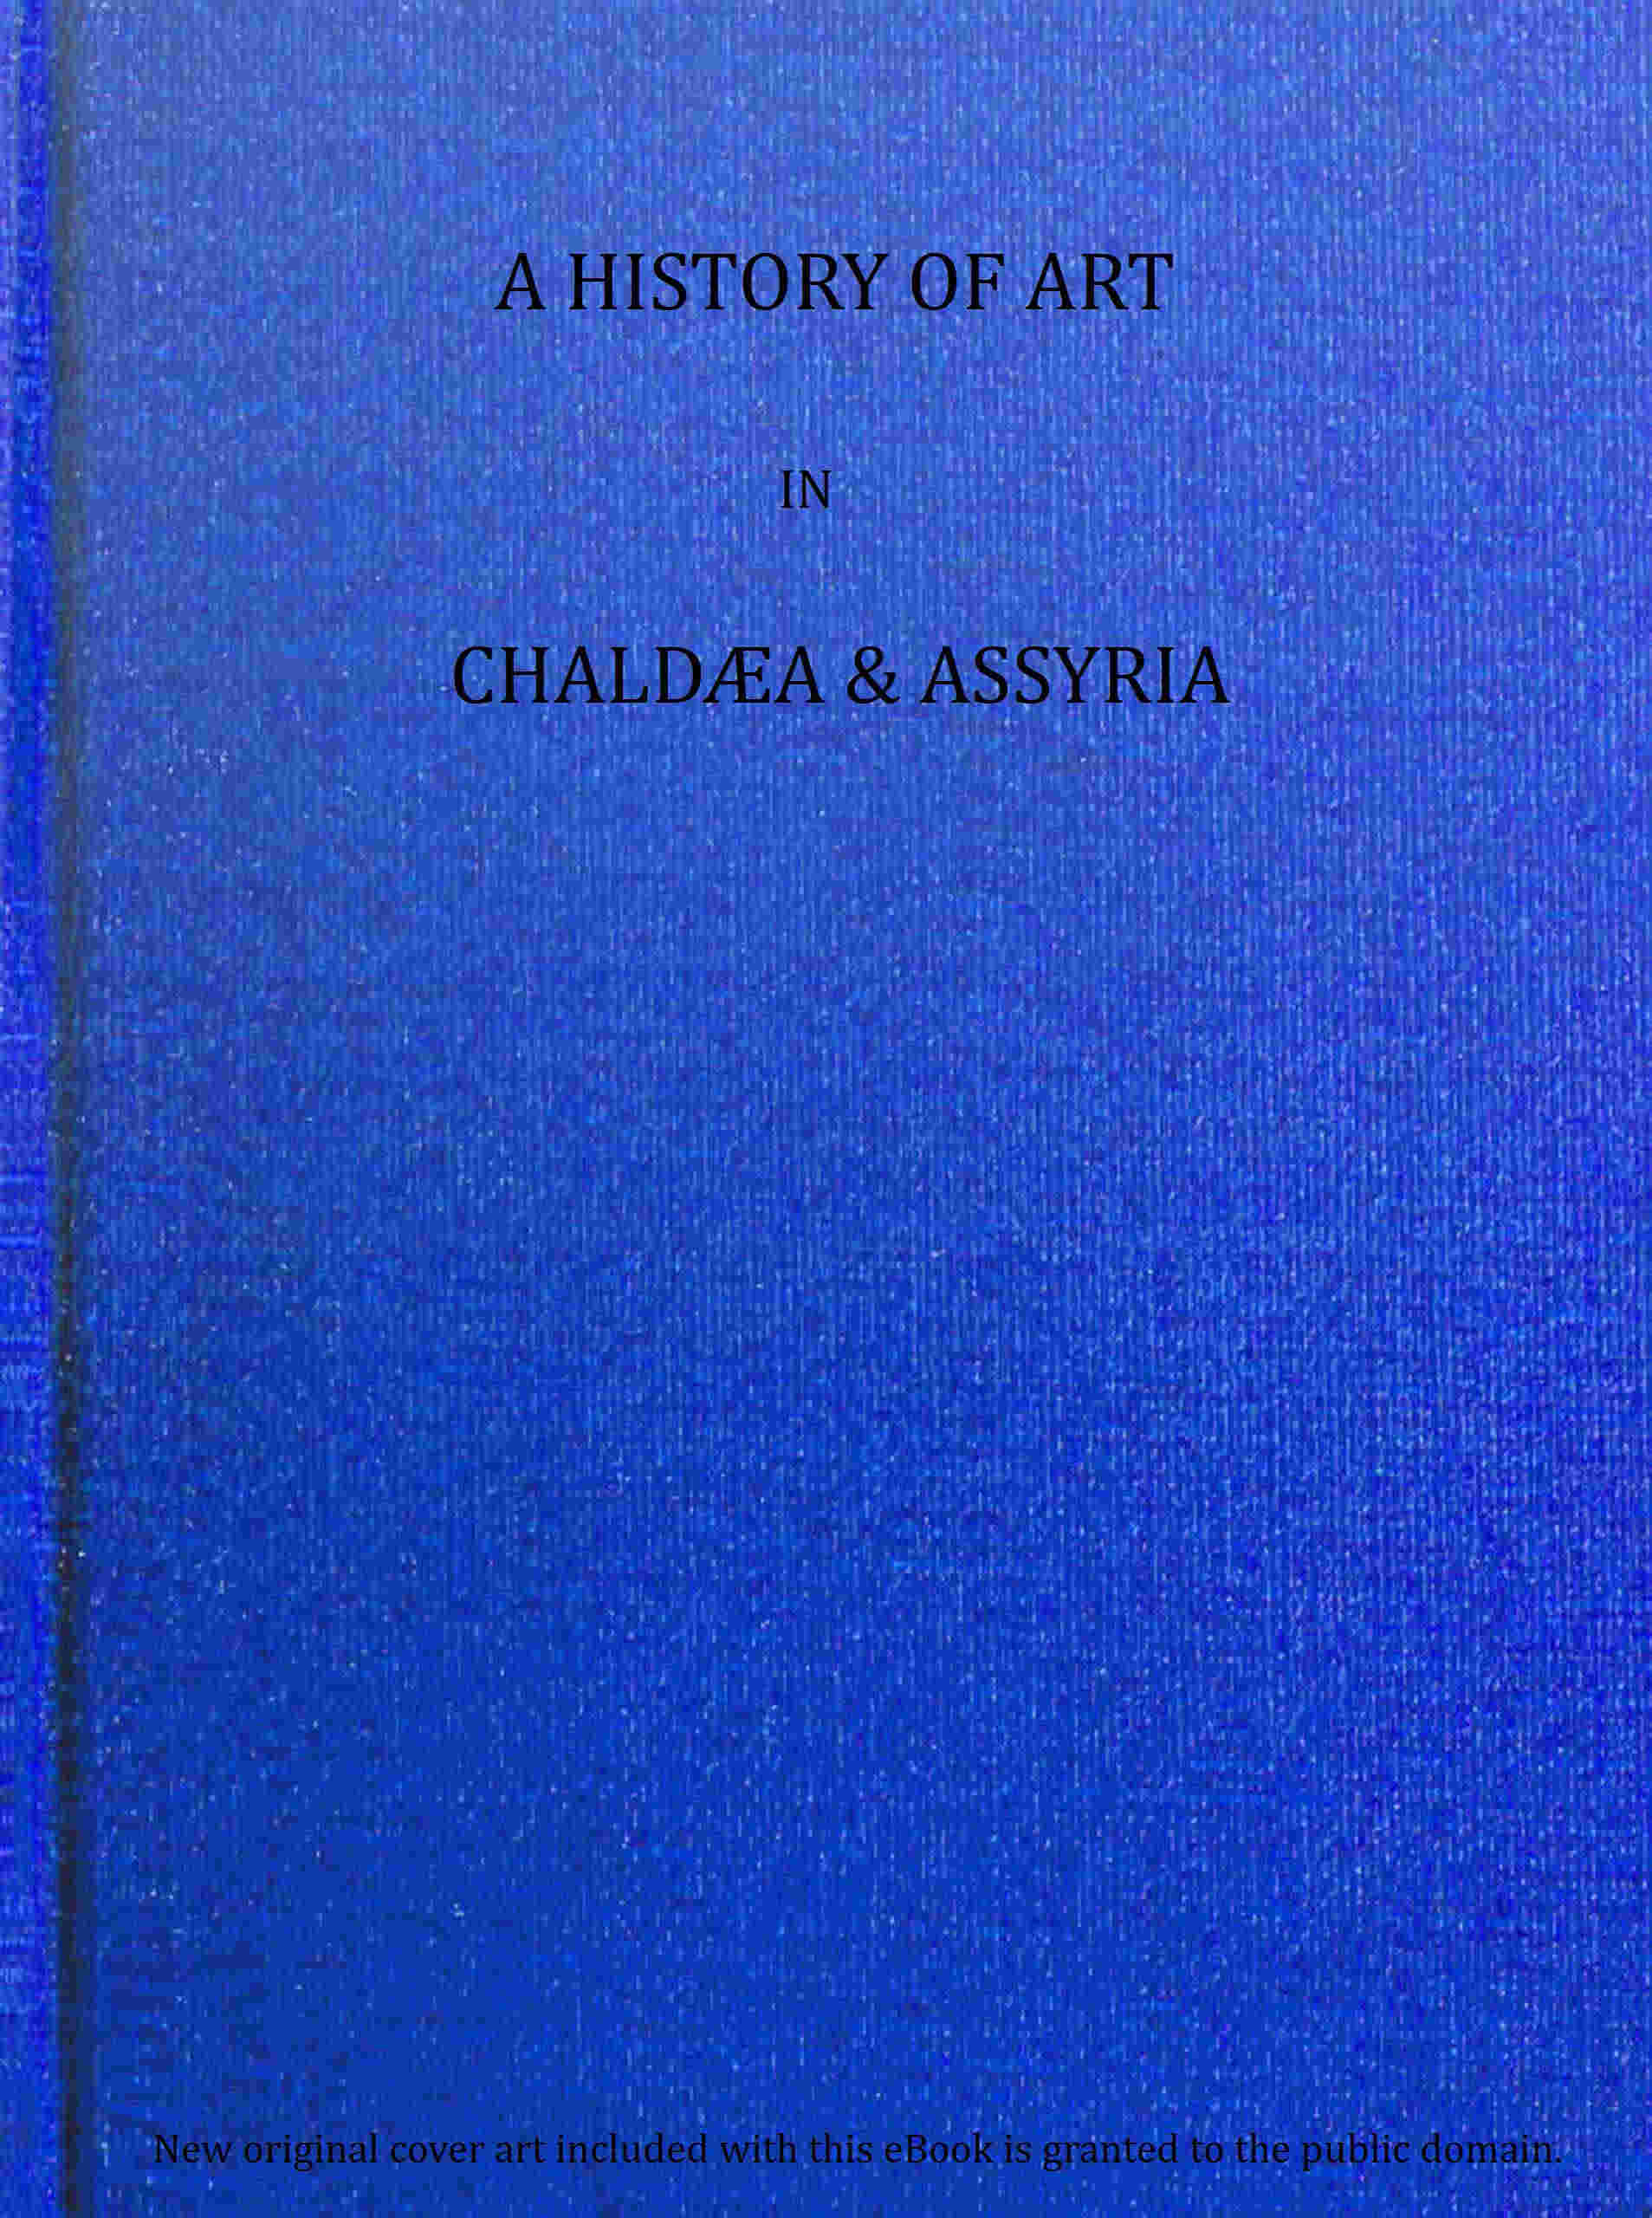 A HISTORY OF ART
IN
CHALDÆA & ASSYRIA
New original cover art included with this eBook is granted to the public domain.